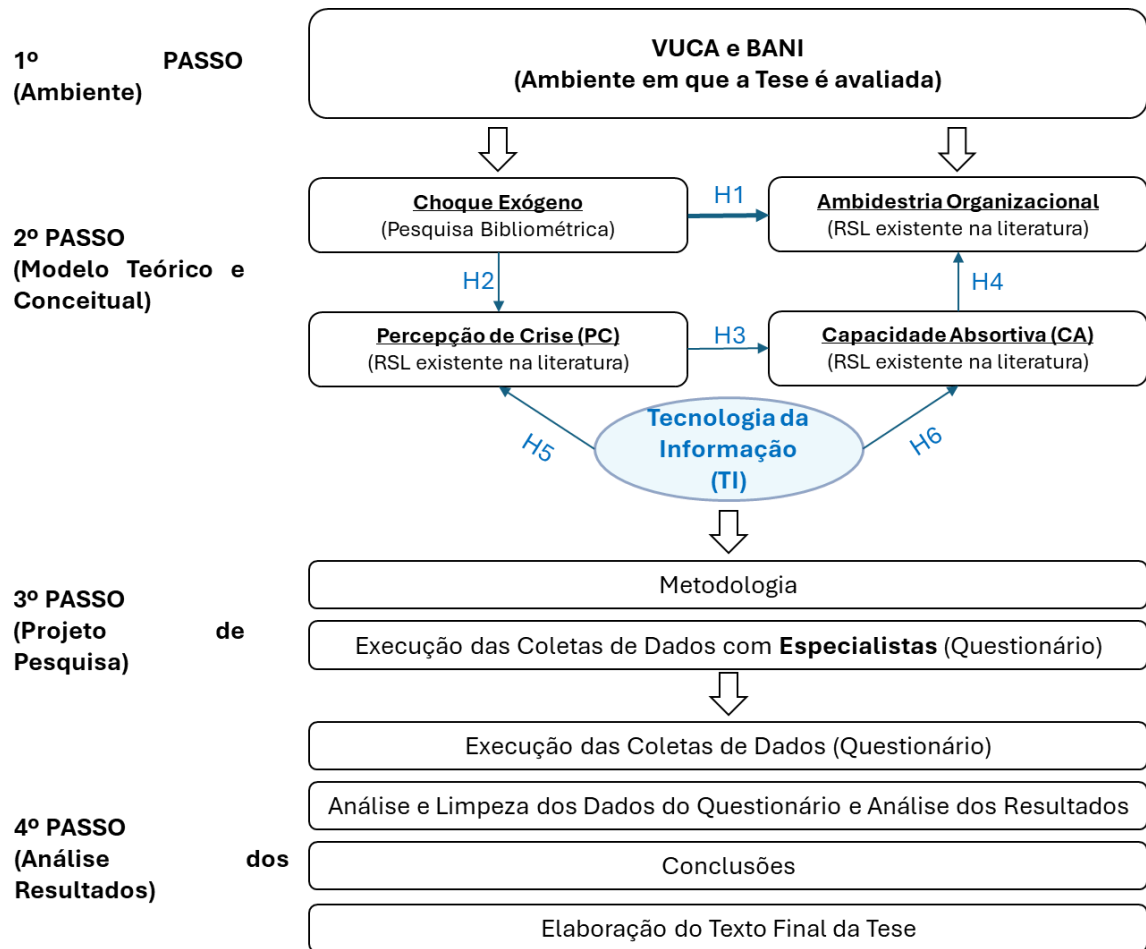 1º PASSO
(Ambiente)
VUCA e BANI
(Ambiente em que a Tese é avaliada)
2º PASSO
(Modelo Teórico e
Conceitual)
Choque Exógeno
(Pesquisa Bibliométrica)
H1
Ambidestria Organizacional
(RSL existente na literatura)
H2
H4
Percepção de Crise (PC)
(RSL existente na literatura)
H3
Capacidade Absortiva (CA)
(RSL existente na literatura)
H5
Tecnologia da
Informação
(TI)
H6
3º PASSO
(Projeto de
Pesquisa)
Metodologia
Execução das Coletas de Dados com Especialistas (Questionário)
4º PASSO
(Análise dos
Resultados)
Execução das Coletas de Dados (Questionário)
Análise e Limpeza dos Dados do Questionário e Análise dos Resultados
Conclusões
Elaboração do Texto Final da Tese